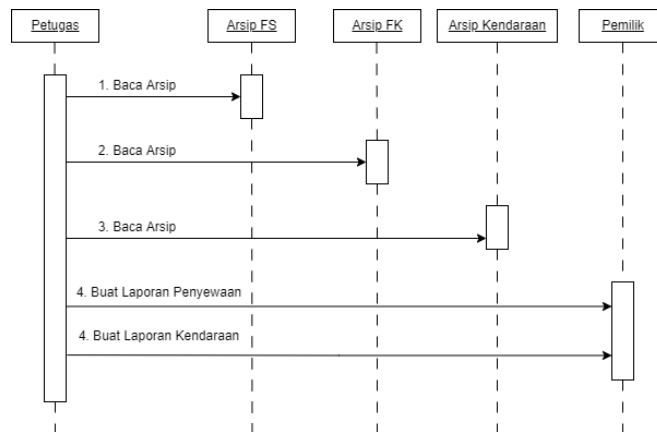 Petugas
Arsip FS
Arsip FK
Arsip Kendaraan
Pemilik
1. Baca Arsip
2. Baca Arsip
3. Baca Arsip
4. Buat Laporan Penyewaan
4. Buat Laporan Kendaraan